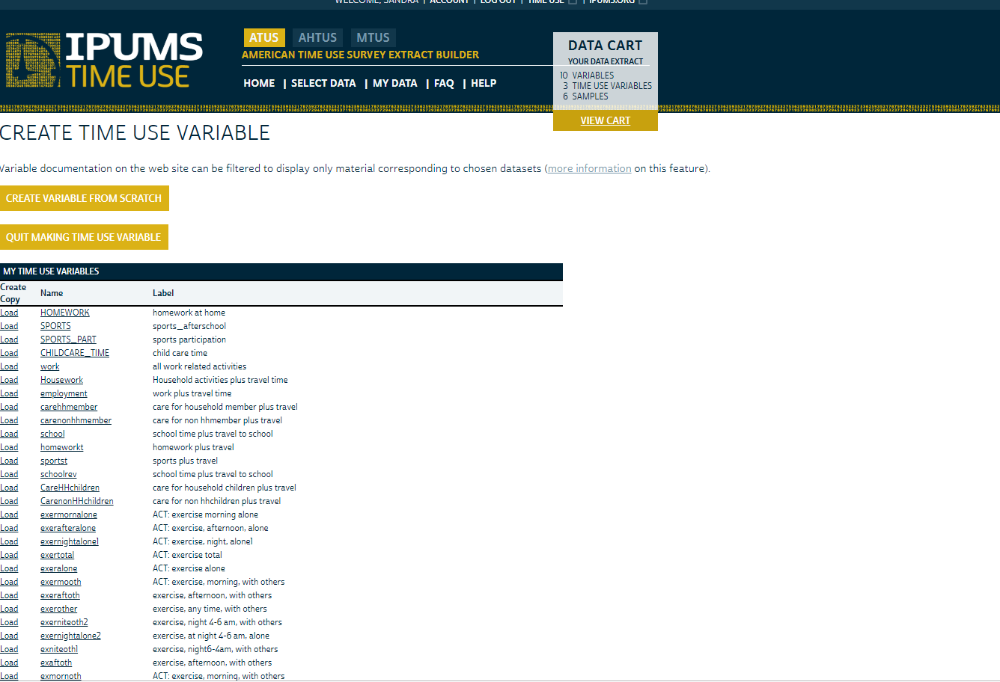 WELCOME, SANDRA | ACCOUNT | LOG OUT | TIME USE | IPUMS.ORG
IPUMS
TIME USE
ATUS AHTUS MTUS
AMERICAN TIME USE SURVEY EXTRACT BUILDER
HOME | SELECT DATA | MY DATA | FAQ | HELP
DATA CART
YOUR DATA EXTRACT
10 VARIABLES
3 TIME USE VARIABLES
6 SAMPLES
VIEW CART
CREATE TIME USE VARIABLE
Variable documentation on the web site can be filtered to display only material corresponding to chosen datasets (more information on this feature).
CREATE VARIABLE FROM SCRATCH
QUIT MAKING TIME USE VARIABLE
MY TIME USE VARIABLES
Create Copy Name Label
Load HOMEWORK homework at home
Load SPORTS sports_afterschool
Load SPORTS_PART sports participation
Load CHILDCARE_TIME child care time
Load work all work related activities
Load Housework Household activities plus travel time
Load employment work plus travel time
Load carehhmember care for household member plus travel
Load carenonhhmember care for non hhmember plus travel
Load school school time plus travel to school
Load homeworkt homework plus travel
Load sportst sports plus travel
Load schoolrev school time plus travel to school
Load CareHHchildren care for household children plus travel
Load CarenonHHchildren care for non hhchildren plus travel
Load exermornalone ACT: exercise morning alone
Load exerafteralone ACT: exercise, afternoon, alone
Load exernightalone1 ACT: exercise, night, alone1
Load exertotal ACT: exercise total
Load exeralone ACT: exercise alone
Load exermooth ACT: exercise, morning, with others
Load exeraftoth exercise, afternoon, with others
Load exerother exercise, any time, with others
Load exerniteoth2 exercise, night 4-6 am, with others
Load exernightalone2 exercise, at night 4-6 am, alone
Load exniteoth1 exercise, night6-4am, with others
Load exaftoth exercise, afternoon, with others
Load exmornoth ACT: exercise, morning, with others